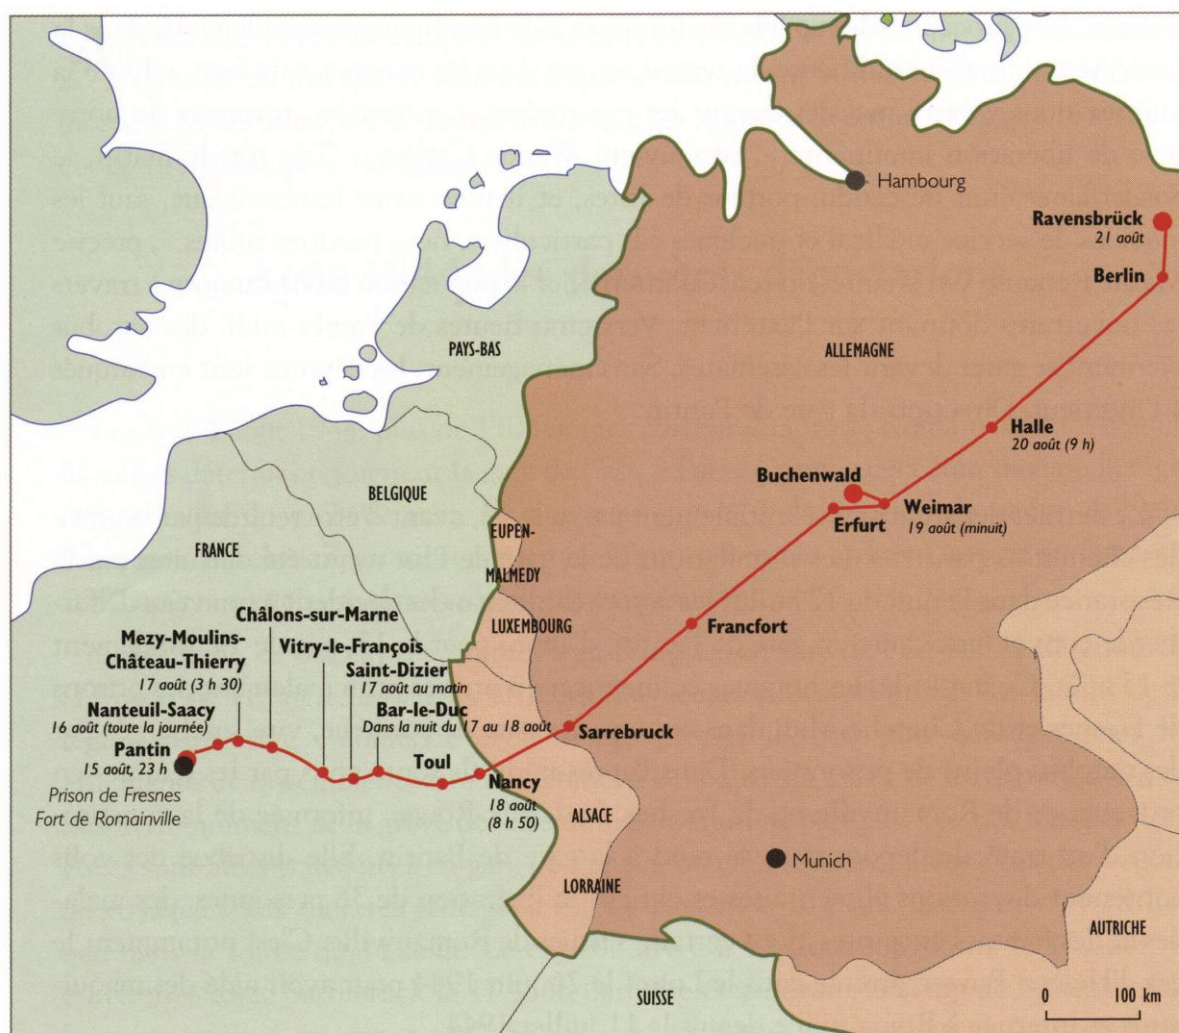 Hambourg
Ravensbrück
21 août
Berlin
PAYS-BAS
ALLEMAGNE
Halle
20 août (9 h)
BELGIQUE
Buchenwald
Weimar
19 août (minuit)
Erfurt
FRANCE
EUPEN-
MALMEDY
LUXEMBOURG
Francfort
Châlons-sur-Marne
Mezy-Moulins-
Château-Thierry
17 août (3 h 30)
Vitry-le-François
Saint-Dizier
17 août au matin
Nanteuil-Saacy
16 août (toute la journée)
Bar-le-Duc
Dans la nuit du 17 au 18 août
Sarrebruck
Pantin
15 août, 23 h
Toul
Nancy
18 août
(8 h 50)
Prison de Fresnes
Fort de Romainville
ALSACE
LORRAINE
Munich
AUTRICHE
SUISSE
0 100 km